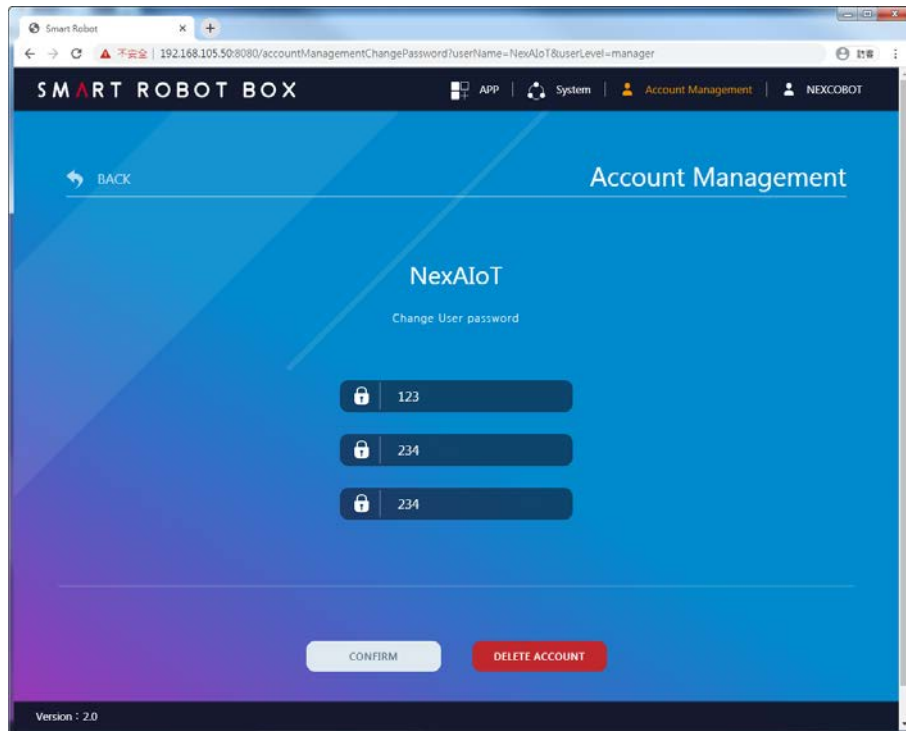 Smart Robot
不安全 | 192.168.105.50:8080/accountManagementChangePassword?userName=NexAIoT&userLevel=manager 訪客
SMART ROBOT BOX APP | System | Account Management | NEXCOBOT
BACK Account Management
NexAIoT
Change User password
123
234
234
CONFIRM DELETE ACCOUNT
Version : 2.0